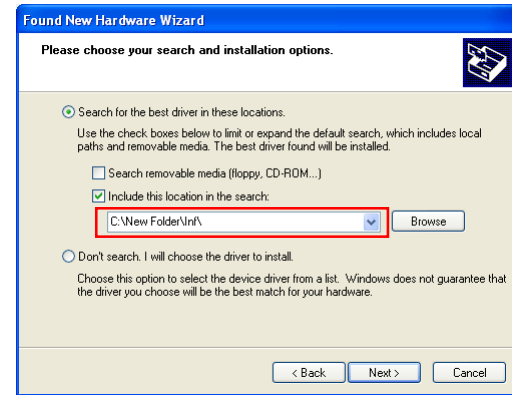 Found New Hardware Wizard
Please choose your search and installation options.
Search for the best driver in these locations.
Use the check boxes below to limit or expand the default search, which includes local
paths and removable media. The best driver found will be installed.
Search removable media (floppy, CD-ROM...)
Include this location in the search:
C:\New Folder\Inf\
Browse
Don't search. I will choose the driver to install.
Choose this option to select the device driver from a list. Windows does not guarantee that
the driver you choose will be the best match for your hardware.
< Back Next > Cancel